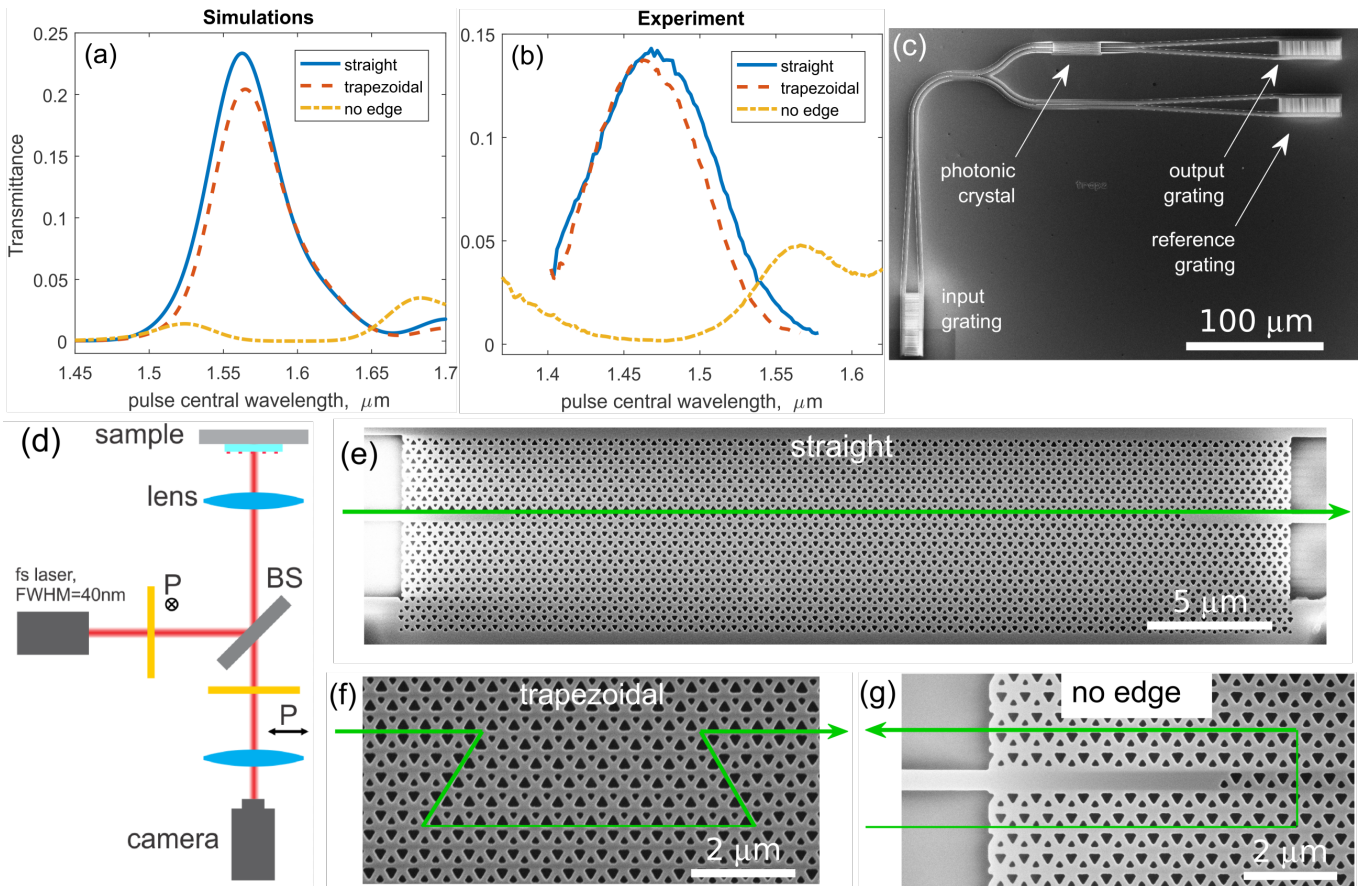 Simulations
(a)
straight
trapezoidal
no edge
0.25
0.2
0.15
0.1
0.05
0
Transmittance
1.45
1.5
1.55
1.6
1.65
1.7
pulse central wavelength, μm
Experiment
(b)
straight
trapezoidal
no edge
0.15
0.1
0.05
0
1.4
1.45
1.5
1.55
1.6
pulse central wavelength, μm
(c)
photonic
crystal
output
grating
reference
grating
input
grating
100 μm
(d)
sample
lens
fs laser,
FWHM=40nm
P
BS
P
camera
(e)
straight
5 μm
(f)
trapezoidal
2 μm
(g)
no edge
2 μm